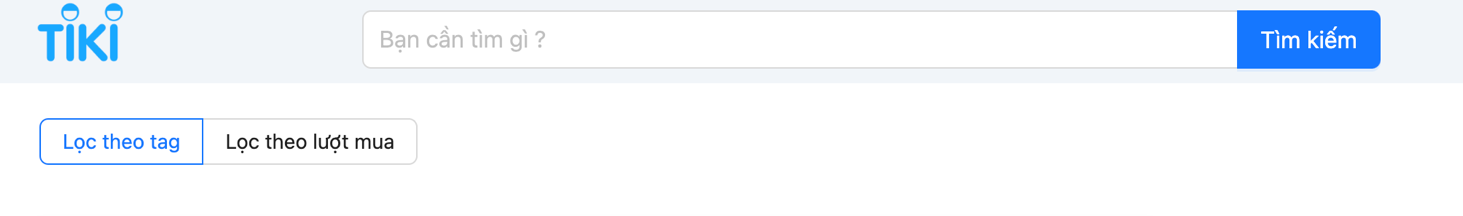 TIKI
Bạn cần tìm gì ?
Tìm kiếm
Lọc theo tag
Lọc theo lượt mua